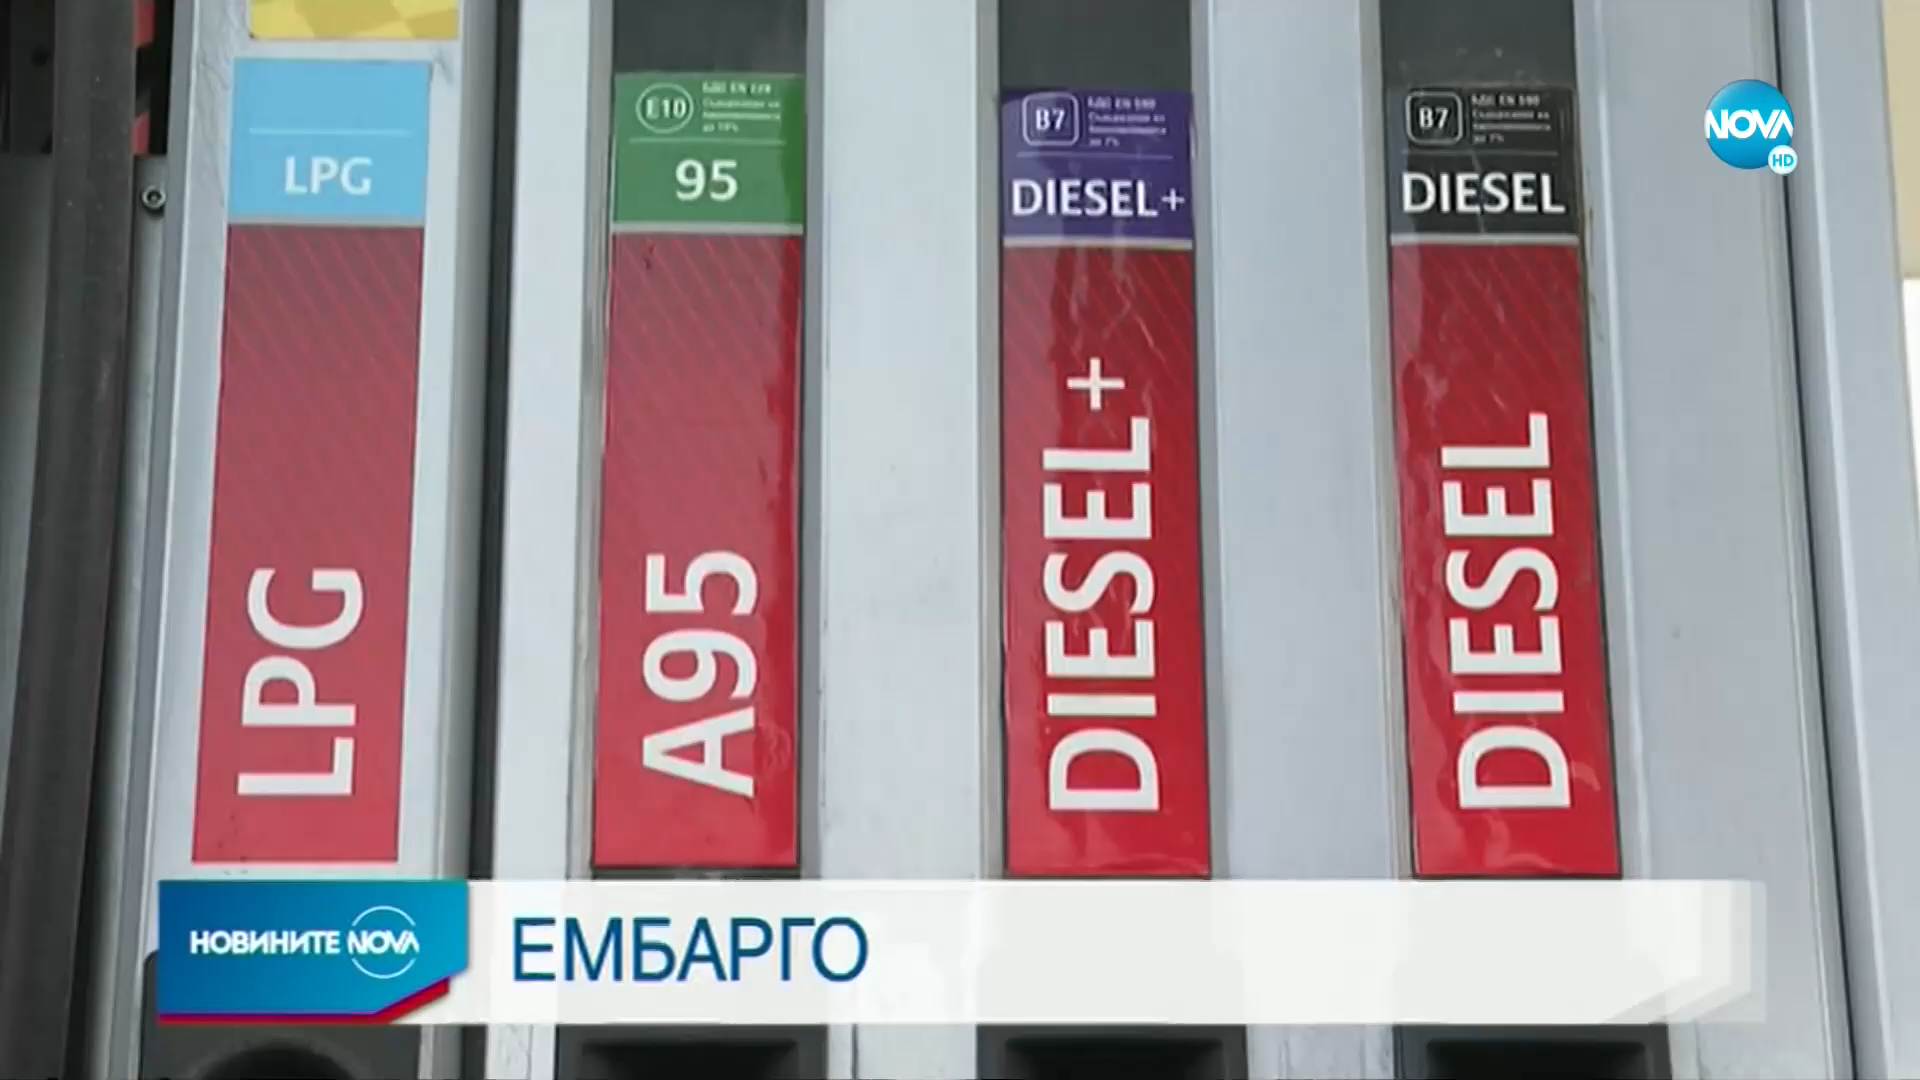 LPG
E10
95
B7
DIESEL+
B7
DIESEL
NOVA
HD
LPG
A95
DIESEL+
DIESEL
НОВИНИТЕ NOVA
ЕМБАРГО